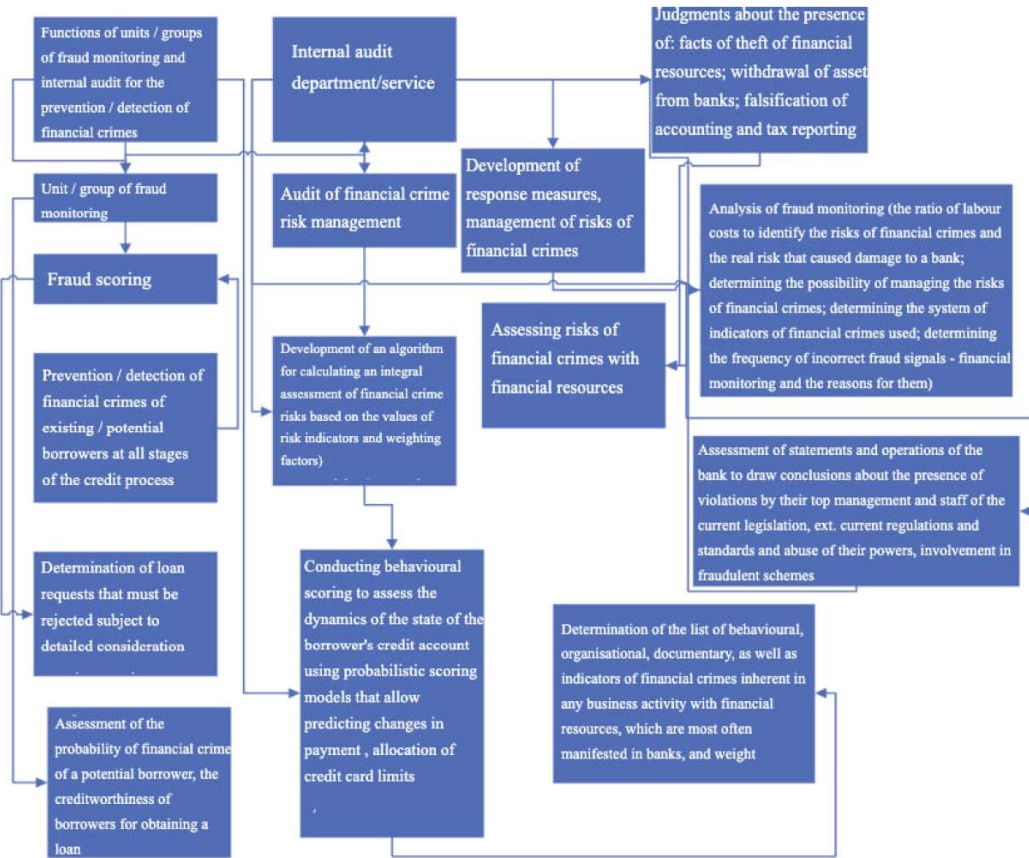 Functions of units / groups
of fraud monitoring and
internal audit for the
prevention / detection of
financial crimes
Internal audit
department/service
Judgments about the presence
of: facts of theft of financial
resources; withdrawal of asset
from banks; falsification of
accounting and tax reporting
Unit / group of fraud
monitoring
Audit of financial crime
risk management
Development of
response measures,
management of risks of
financial crimes
Analysis of fraud monitoring (the ratio of labour
costs to identify the risks of financial crimes and
the real risk that caused damage to a bank;
determining the possibility of managing the risks
of financial crimes; determining the system of
indicators of financial crimes used; determining
the frequency of incorrect fraud signals - financial
monitoring and the reasons for them)
Fraud scoring
Assessing risks of
financial crimes with
financial resources
Development of an algorithm
for calculating an integral
assessment of financial crime
risks based on the values of
risk indicators and weighting
factors)
Prevention / detection of
financial crimes of
existing / potential
borrowers at all stages
of the credit process
Assessment of statements and operations of the
bank to draw conclusions about the presence of
violations by their top management and staff of the
current legislation, ext. current regulations and
standards and abuse of their powers, involvement in
fraudulent schemes
Determination of loan
requests that must be
rejected subject to
detailed consideration
Conducting behavioural
scoring to assess the
dynamics of the state of the
borrower's credit account
using probabilistic scoring
models that allow
predicting changes in
payment , allocation of
credit card limits
Determination of the list of behavioural,
organisational, documentary, as well as
indicators of financial crimes inherent in
any business activity with financial
resources, which are most often
manifested in banks, and weight
Assessment of the
probability of financial crime
of a potential borrower, the
creditworthiness of
borrowers for obtaining a
loan